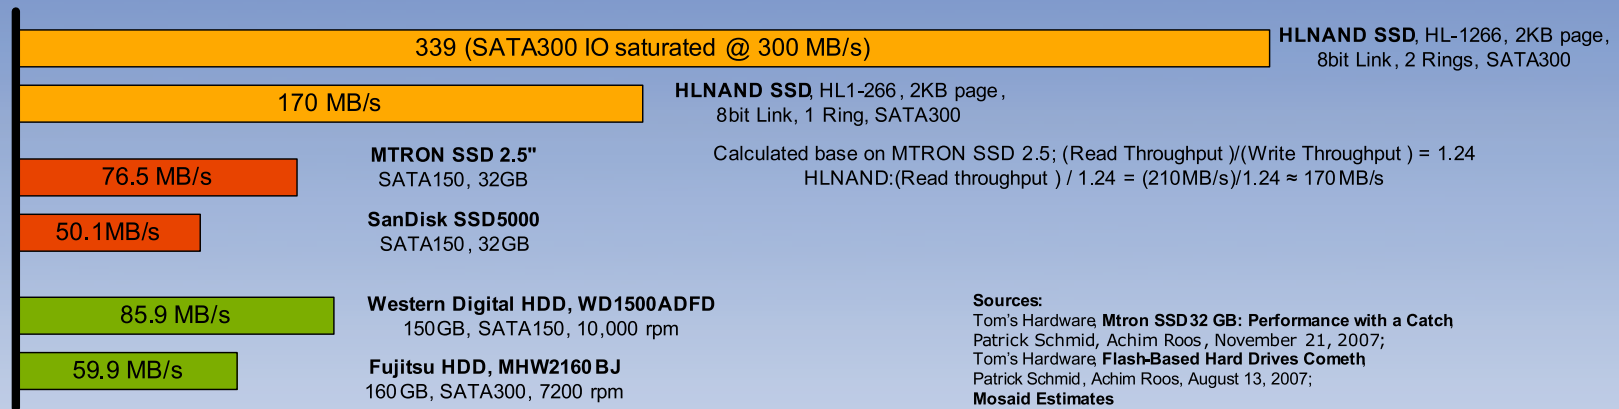 339 (SATA300 IO saturated @ 300 MB/s)
HLNAND SSD, HL-1266, 2KB page,
8bit Link, 2 Rings, SATA300
170 MB/s
HLNAND SSD, HL1-266, 2KB page,
8bit Link, 1 Ring, SATA300
76.5 MB/s
MTRON SSD 2.5"
SATA150, 32GB
Calculated base on MTRON SSD 2.5; (Read Throughput)/(Write Throughput) = 1.24
HLNAND:(Read throughput) / 1.24 = (210MB/s)/1.24 ≈ 170MB/s
50.1MB/s
SanDisk SSD5000
SATA150, 32GB
85.9 MB/s
Western Digital HDD, WD1500ADFD
150GB, SATA150, 10,000 rpm
59.9 MB/s
Fujitsu HDD, MHW2160BJ
160GB, SATA300, 7200 rpm
Sources:
Tom's Hardware, Mtron SSD32 GB: Performance with a Catch,
Patrick Schmid, Achim Roos, November 21, 2007;
Tom's Hardware, Flash-Based Hard Drives Cometh,
Patrick Schmid, Achim Roos, August 13, 2007;
Mosaid Estimates